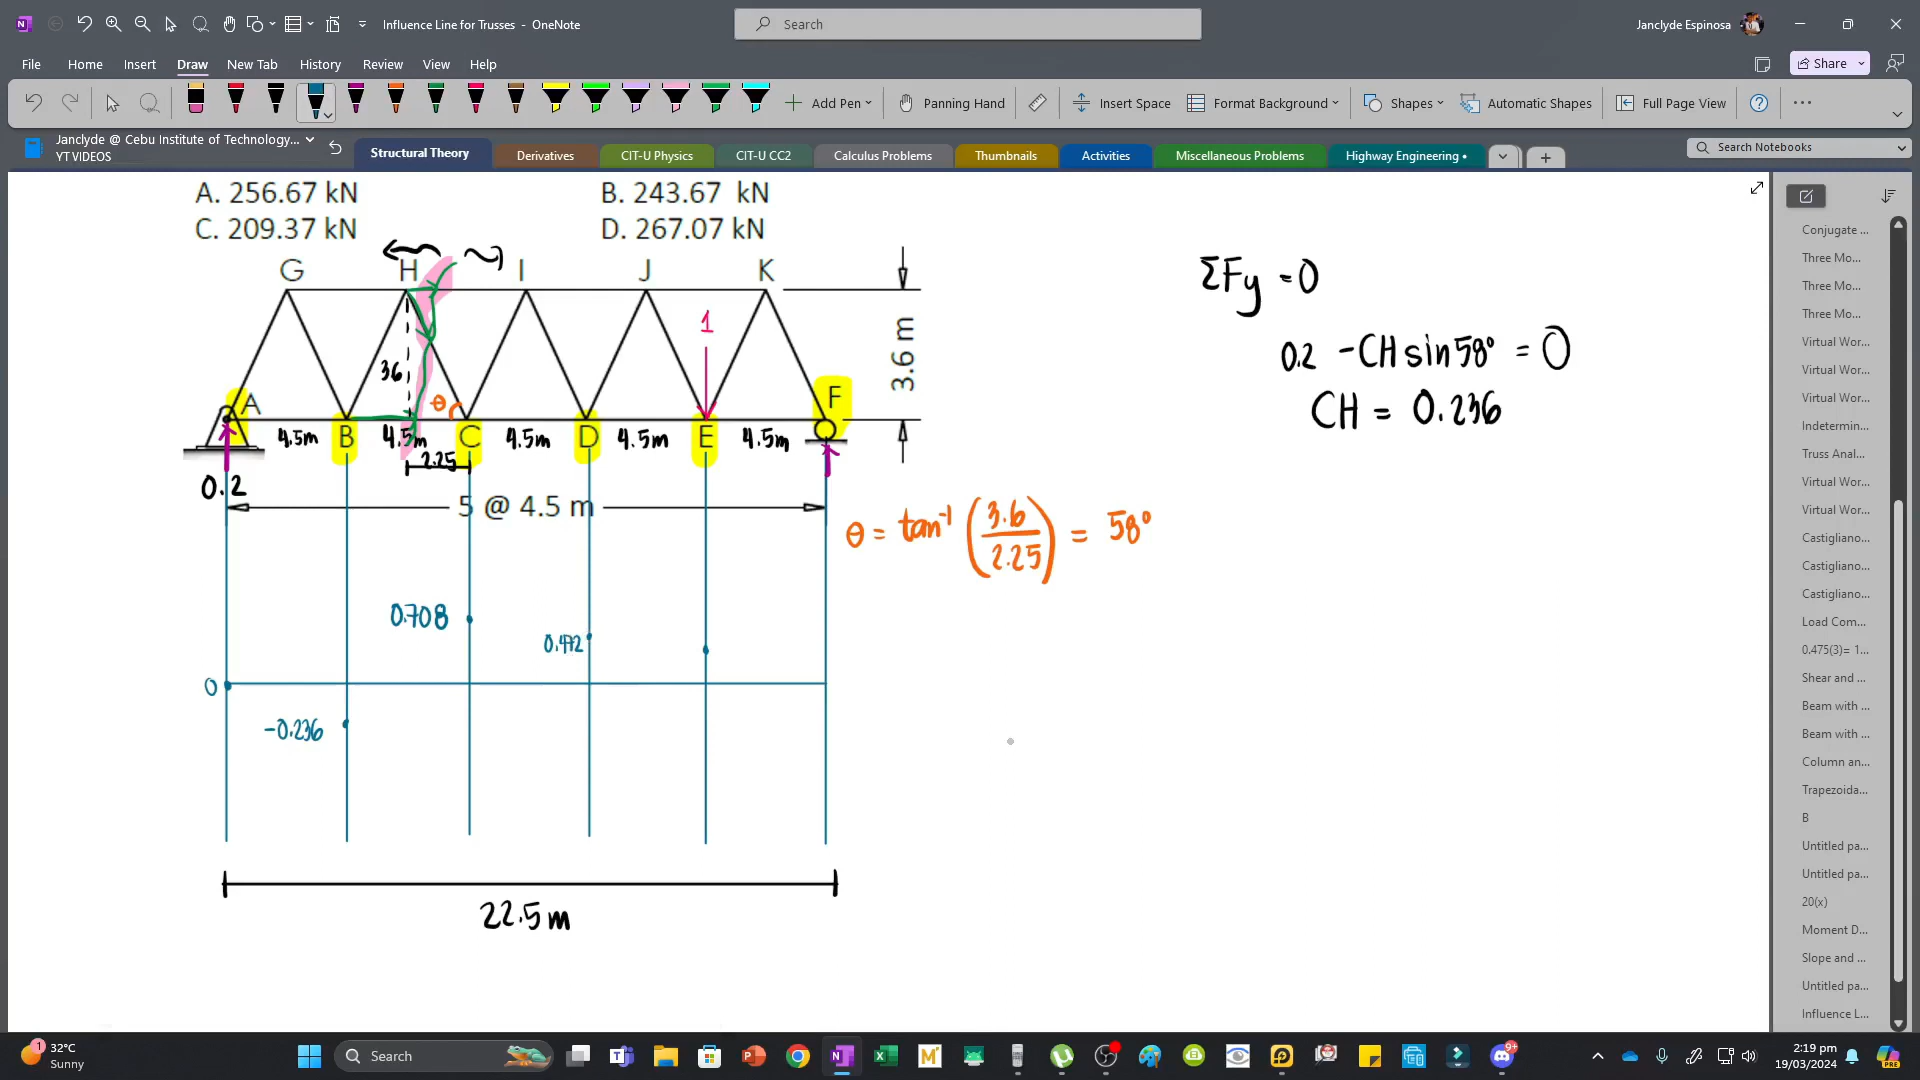 Influence Line for Trusses - OneNote
Search
Janclyde Espinosa
File Home Insert Draw New Tab History Review View Help
Share
Add Pen
Panning Hand
Insert Space
Format Background
Shapes
Automatic Shapes
Full Page View
Janclyde @ Cebu Institute of Technology...
YT VIDEOS
Structural Theory
Derivatives
CIT-U Physics
CIT-U CC2
Calculus Problems
Thumbnails
Activities
Miscellaneous Problems
Highway Engineering •
Search Notebooks
A. 256.67 kN B. 243.67 kN
C. 209.37 kN D. 267.07 kN
G H I J K
1
3.6
3.6 m
θ
A B C D E F
4.5m 4.5m 4.5m 4.5m 4.5m
2.25
0.2
5 @ 4.5 m
ΣFy = 0
0.2 - CH sin 58° = 0
CH = 0.236
θ = tan⁻¹ (3.6/2.25) = 58°
0.708
0.472
0
-0.236
22.5 m
Conjugate ...
Three Mo...
Three Mo...
Three Mo...
Virtual Wor...
Virtual Wor...
Virtual Wor...
Indetermin...
Truss Anal...
Virtual Wor...
Virtual Wor...
Castigliano...
Castigliano...
Castigliano...
Load Com...
0.475(3)= 1...
Shear and ...
Beam with ...
Beam with ...
Column an...
Trapezoida...
B
Untitled pa...
Untitled pa...
20(x)
Moment D...
Slope and ...
Untitled pa...
Influence L...
1
32°C
Sunny
Search
9+
2:19 pm
19/03/2024
PRE